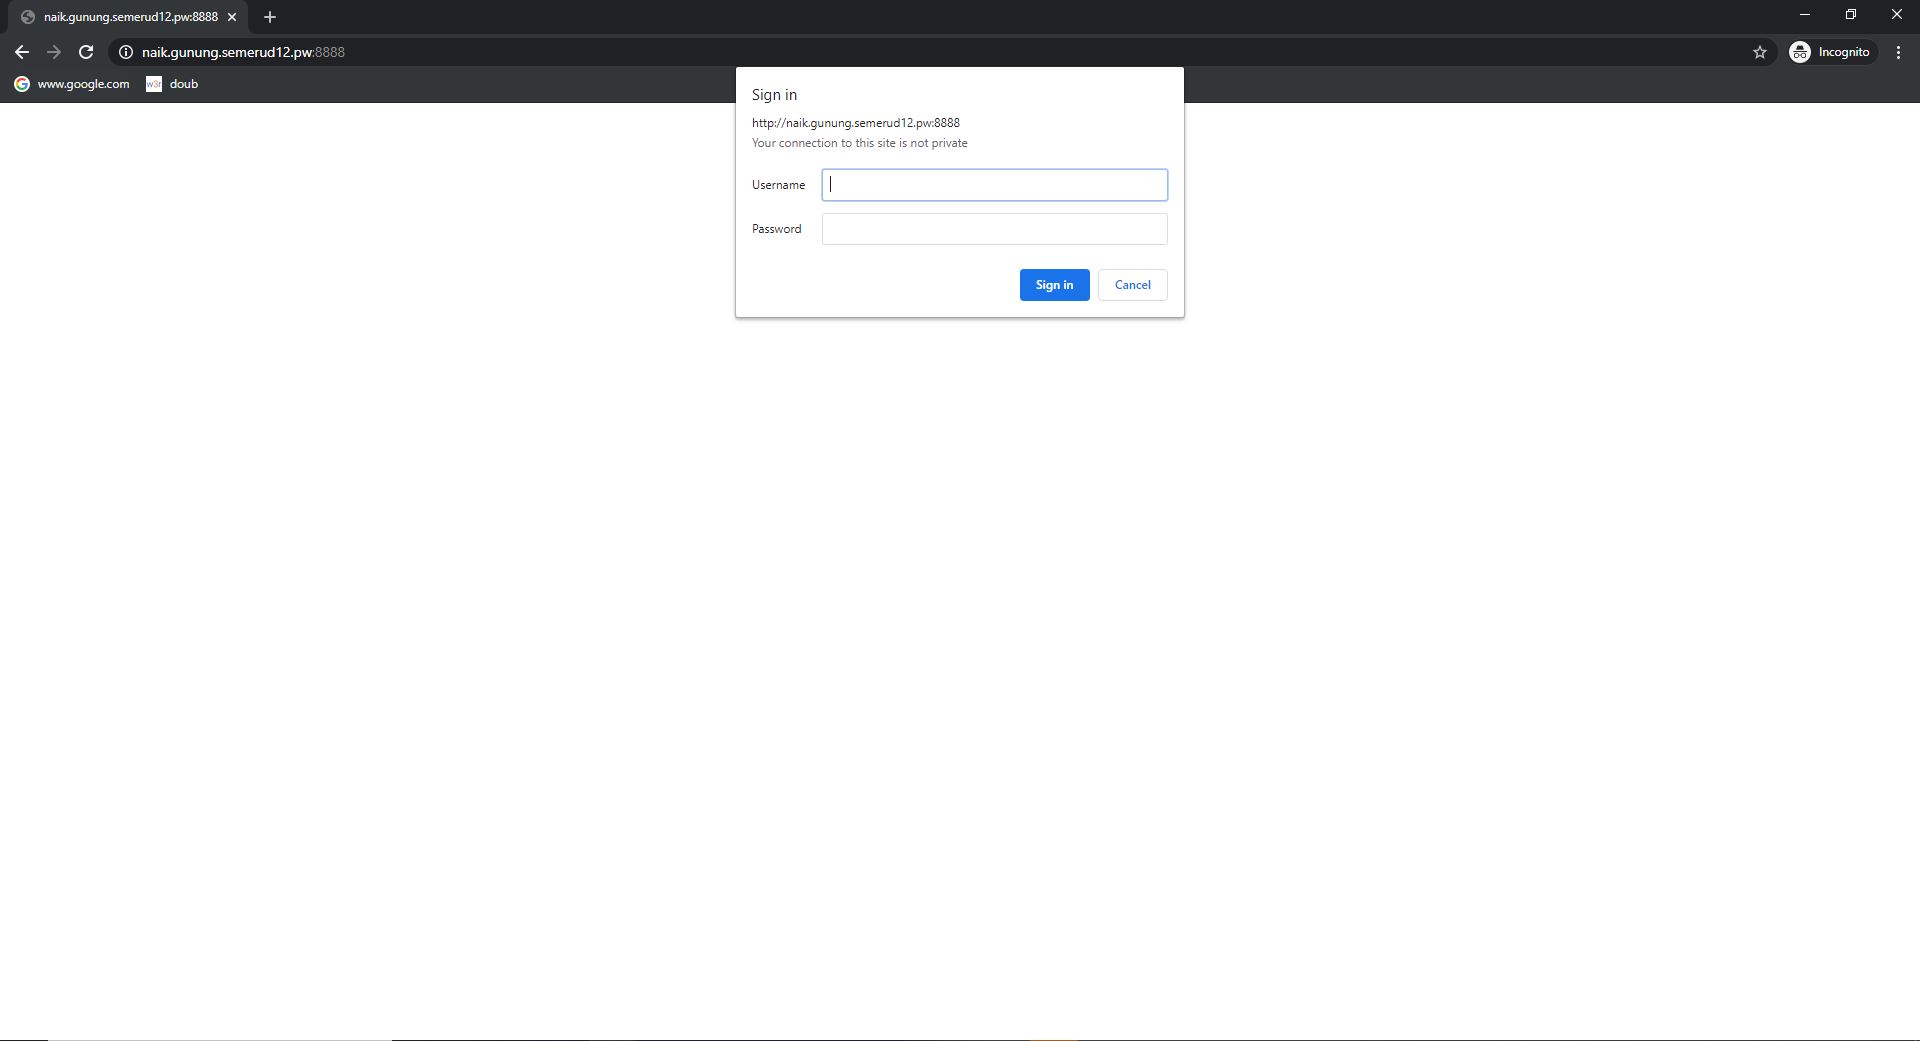 naik.gunung.semerud12.pw:8888
naik.gunung.semerud12.pw:8888
Incognito
www.google.com
w3r
doub
Sign in
http://naik.gunung.semerud12.pw:8888
Your connection to this site is not private
Username
Password
Sign in
Cancel